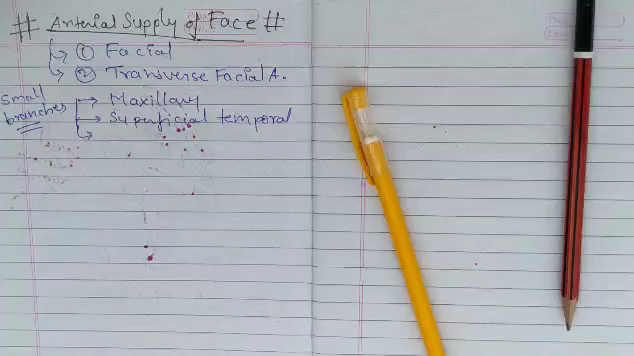 # Arterial Supply of Face #
① Facial
② Transverse Facial A.
Small branches
Maxillary
Superficial temporal